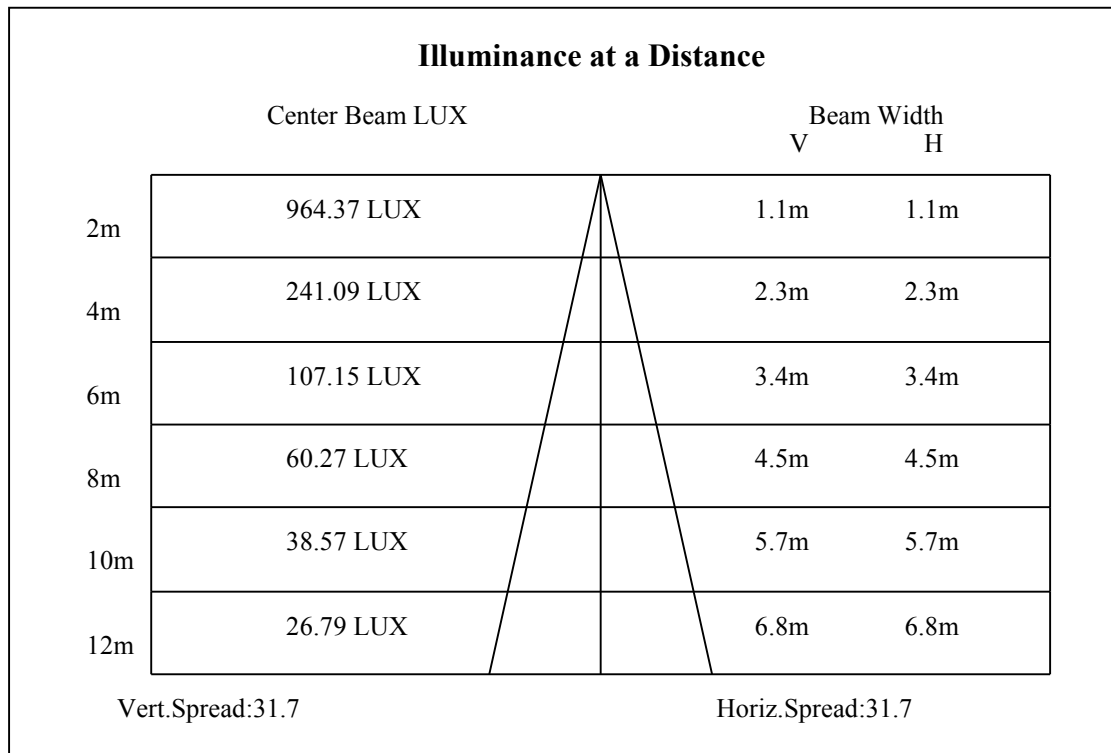 Illuminance at a Distance
Center Beam LUX Beam Width
V H
2m 964.37 LUX 1.1m 1.1m
4m 241.09 LUX 2.3m 2.3m
6m 107.15 LUX 3.4m 3.4m
8m 60.27 LUX 4.5m 4.5m
10m 38.57 LUX 5.7m 5.7m
12m 26.79 LUX 6.8m 6.8m
Vert.Spread:31.7 Horiz.Spread:31.7